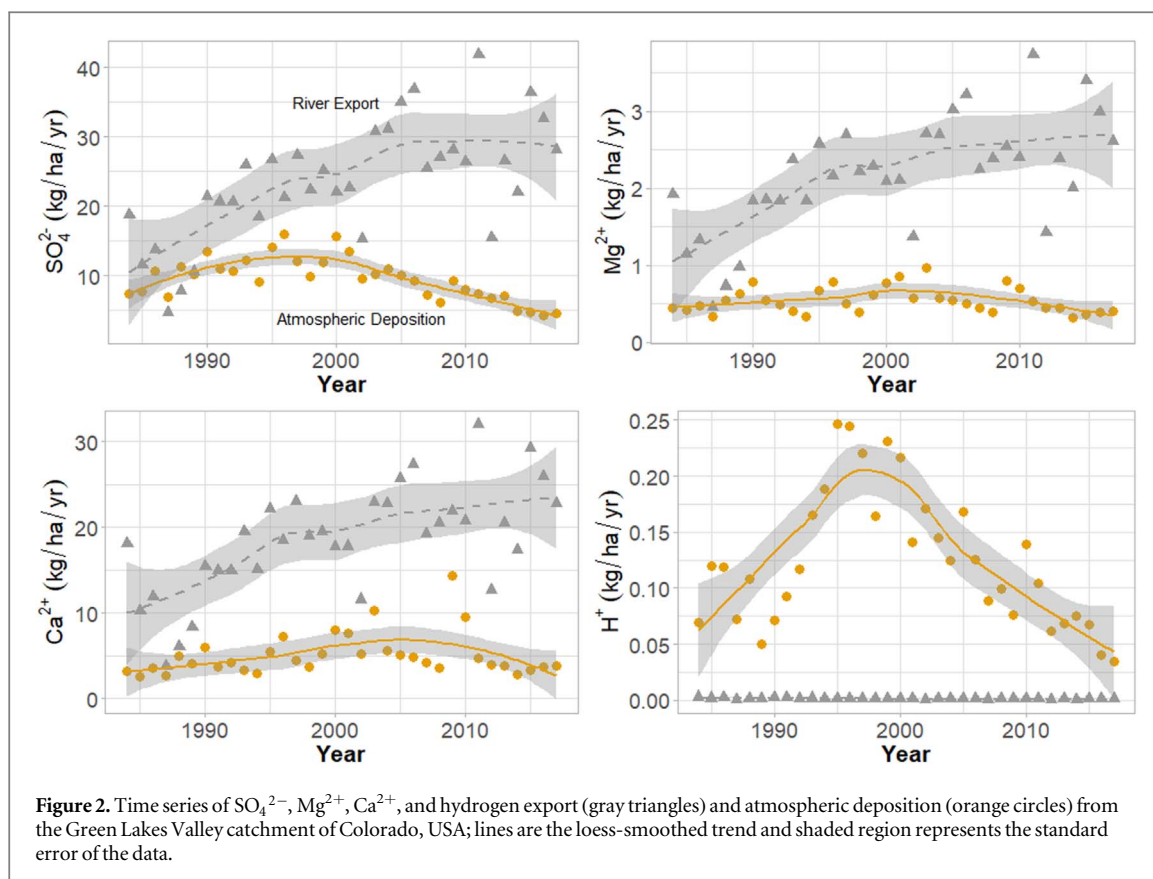 40
30
20
10
SO₄²⁻ (kg/ha/yr)
River Export
Atmospheric Deposition
1990 2000 2010
Year
3
2
1
0
Mg²⁺ (kg/ha/yr)
1990 2000 2010
Year
30
20
10
0
Ca²⁺ (kg/ha/yr)
1990 2000 2010
Year
0.25
0.20
0.15
0.10
0.05
0.00
H⁺ (kg/ha/yr)
1990 2000 2010
Year
Figure 2. Time series of SO₄²⁻, Mg²⁺, Ca²⁺, and hydrogen export (gray triangles) and atmospheric deposition (orange circles) from
the Green Lakes Valley catchment of Colorado, USA; lines are the loess-smoothed trend and shaded region represents the standard
error of the data.